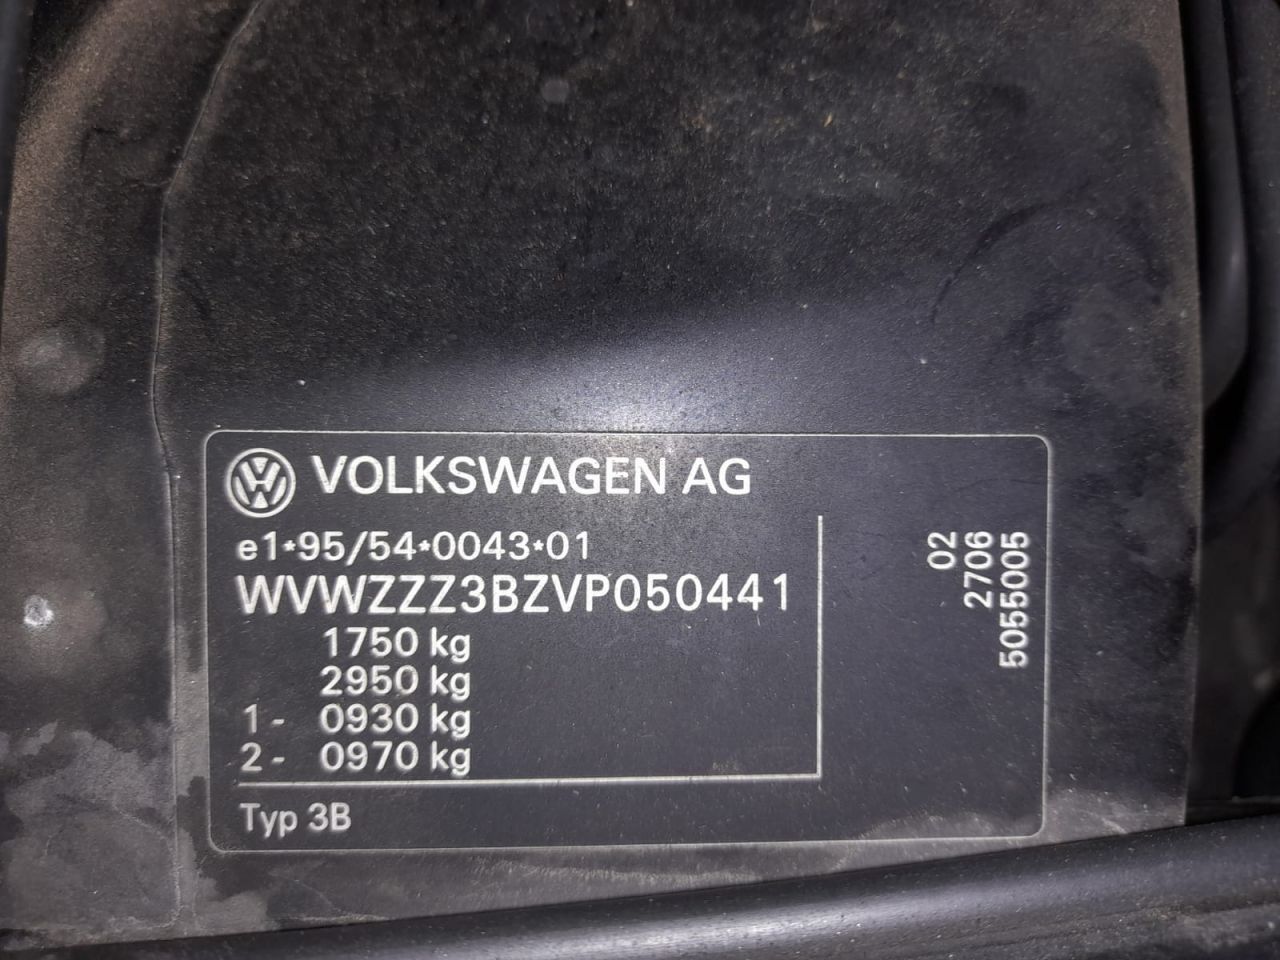 VOLKSWAGEN AG
e1*95/54*0043*01
WVWZZZ3BZVP050441
1750 kg
2950 kg
1- 0930 kg
2- 0970 kg
Typ 3B
02
2706
5055005